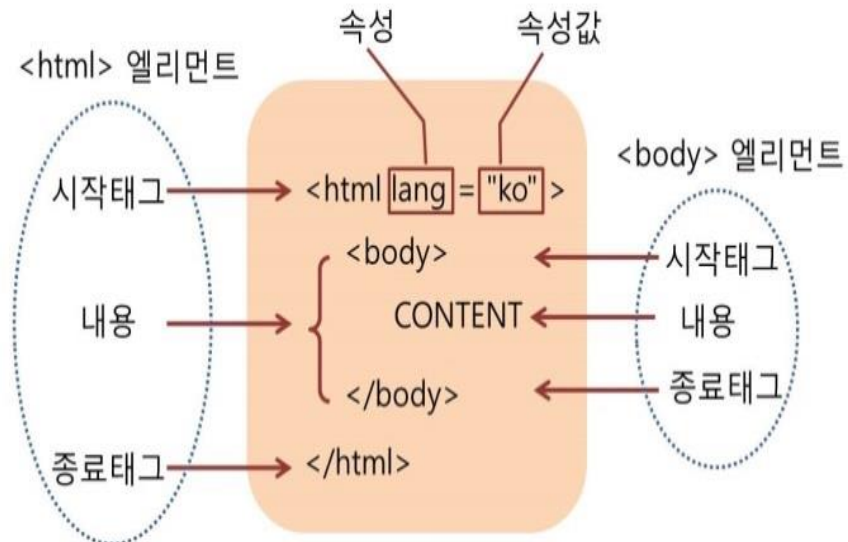 속성 속성값
<html> 엘리먼트
<body> 엘리먼트
시작태그 <html lang = "ko" >
<body> 시작태그
내용 CONTENT 내용
</body> 종료태그
종료태그 </html>